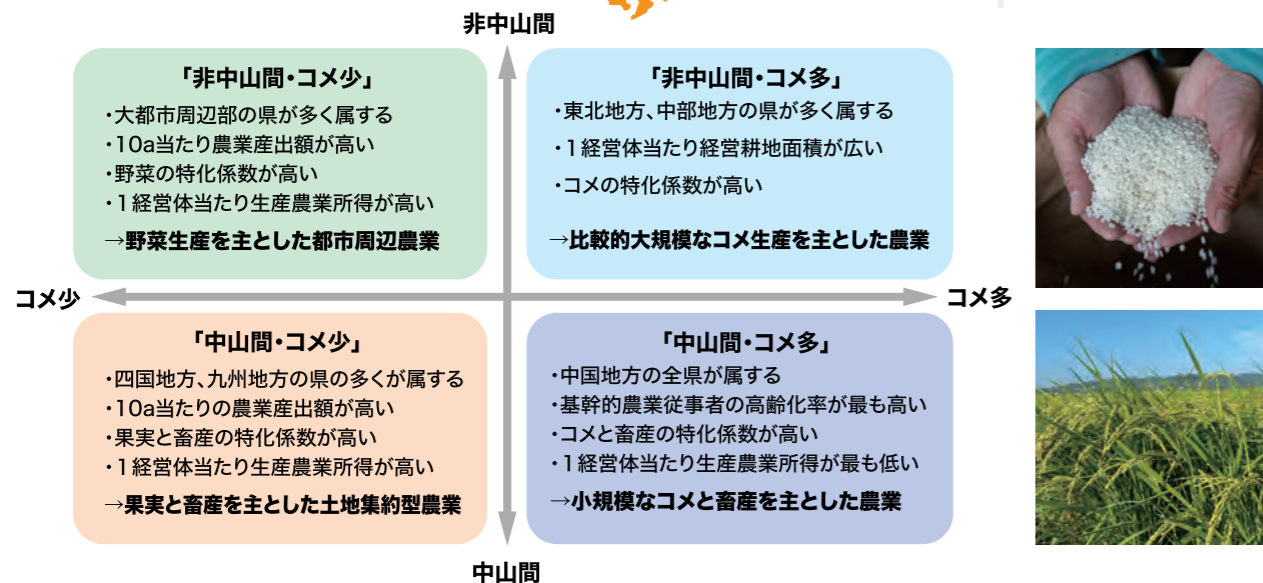 非中山間
「非中山間・コメ少」
・大都市周辺部の県が多く属する
・10a当たり農業産出額が高い
・野菜の特化係数が高い
・1経営体当たり生産農業所得が高い
→野菜生産を主とした都市周辺農業
「非中山間・コメ多」
・東北地方、中部地方の県が多く属する
・1経営体当たり経営耕地面積が広い
・コメの特化係数が高い
→比較的大規模なコメ生産を主とした農業
コメ少
コメ多
「中山間・コメ少」
・四国地方、九州地方の県の多くが属する
・10a当たりの農業産出額が高い
・果実と畜産の特化係数が高い
・1経営体当たり生産農業所得が高い
→果実と畜産を主とした土地集約型農業
「中山間・コメ多」
・中国地方の全県が属する
・基幹的農業従事者の高齢化率が最も高い
・コメと畜産の特化係数が高い
・1経営体当たり生産農業所得が最も低い
→小規模なコメと畜産を主とした農業
中山間